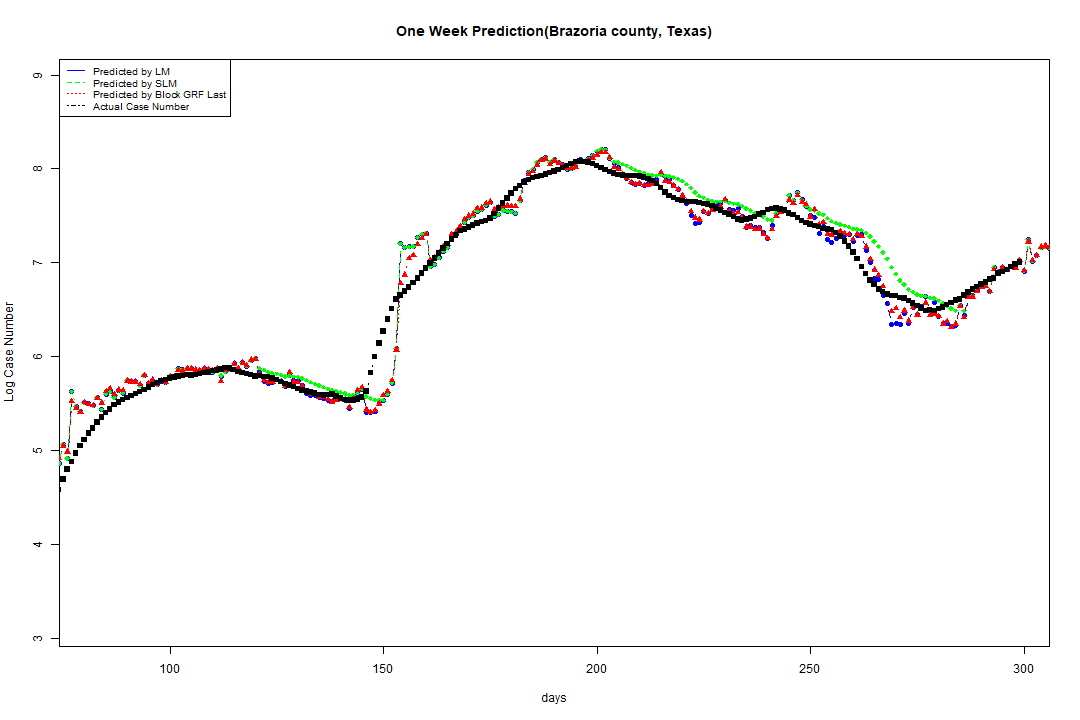 One Week Prediction(Brazoria county, Texas)
Predicted by LM
Predicted by SLM
Predicted by Block GRF Last
Actual Case Number
9
8
7
6
5
4
3
Log Case Number
100 150 200 250 300
days